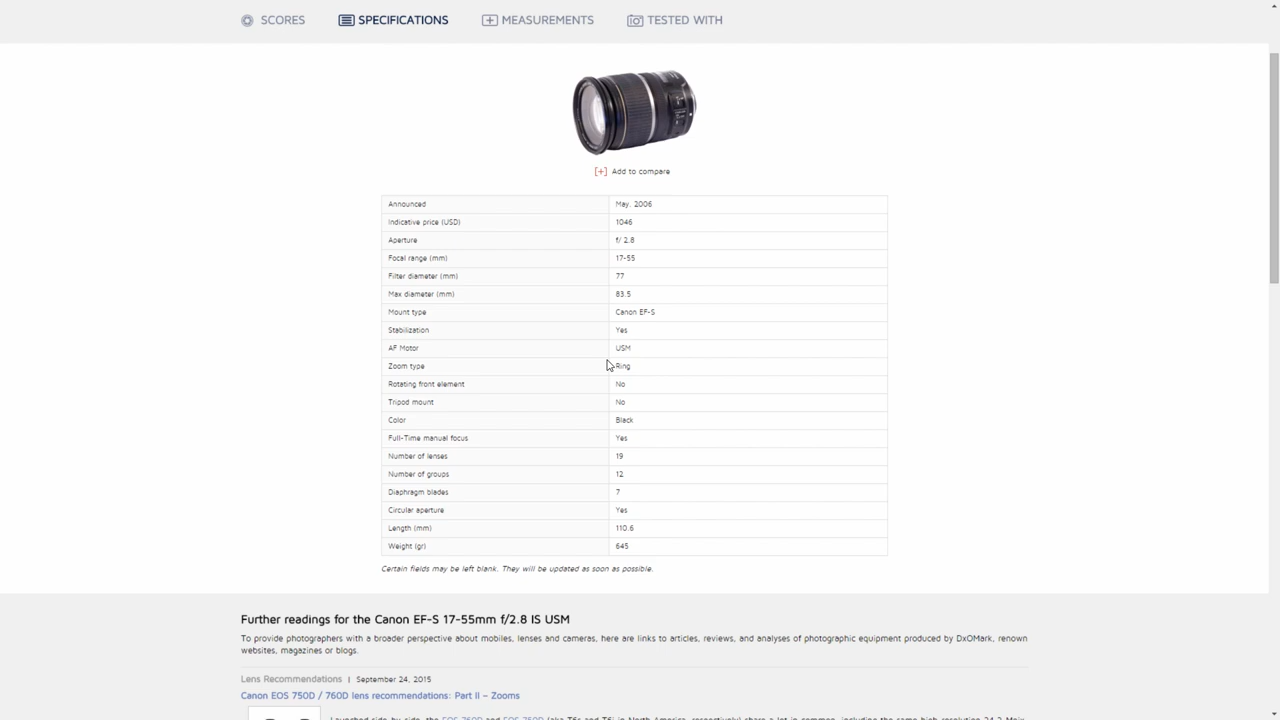 SCORES SPECIFICATIONS MEASUREMENTS TESTED WITH
[+] Add to compare
Announced May, 2006
Indicative price (USD) 1046
Aperture f/ 2.8
Focal range (mm) 17-55
Filter diameter (mm) 77
Max diameter (mm) 83.5
Mount type Canon EF-S
Stabilization Yes
AF Motor USM
Zoom type Ring
Rotating front element No
Tripod mount No
Color Black
Full-Time manual focus Yes
Number of lenses 19
Number of groups 12
Diaphragm blades 7
Circular aperture Yes
Length (mm) 110.6
Weight (gr) 645
Certain fields may be left blank. They will be updated as soon as possible.
Further readings for the Canon EF-S 17-55mm f/2.8 IS USM
To provide photographers with a broader perspective about mobiles, lenses and cameras, here are links to articles, reviews, and analyses of photographic equipment produced by DxOMark, renown
websites, magazines or blogs.
Lens Recommendations | September 24, 2015
Canon EOS 750D / 760D lens recommendations: Part II – Zooms